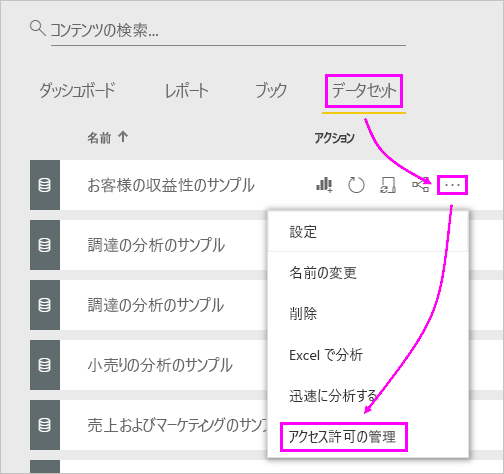 コンテンツの検索...
ダッシュボード レポート ブック データセット
名前 アクション
お客様の収益性のサンプル
調達の分析のサンプル
調達の分析のサンプル
小売りの分析のサンプル
売上およびマーケティングのサンプ
設定
名前の変更
削除
Excel で分析
迅速に分析する
アクセス許可の管理